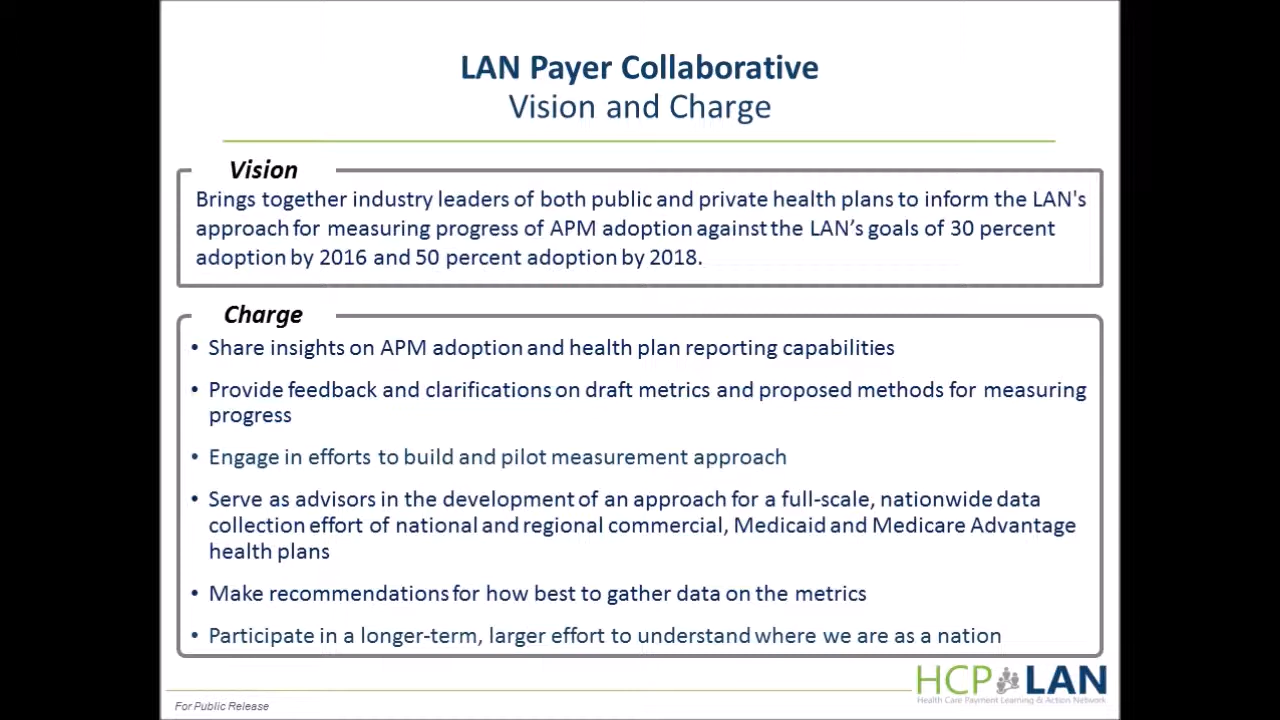 LAN Payer Collaborative
Vision and Charge
Vision
Brings together industry leaders of both public and private health plans to inform the LAN's
approach for measuring progress of APM adoption against the LAN’s goals of 30 percent
adoption by 2016 and 50 percent adoption by 2018.
Charge
• Share insights on APM adoption and health plan reporting capabilities
• Provide feedback and clarifications on draft metrics and proposed methods for measuring
progress
• Engage in efforts to build and pilot measurement approach
• Serve as advisors in the development of an approach for a full-scale, nationwide data
collection effort of national and regional commercial, Medicaid and Medicare Advantage
health plans
• Make recommendations for how best to gather data on the metrics
• Participate in a longer-term, larger effort to understand where we are as a nation
HCP LAN
Health Care Payment Learning & Action Network
For Public Release